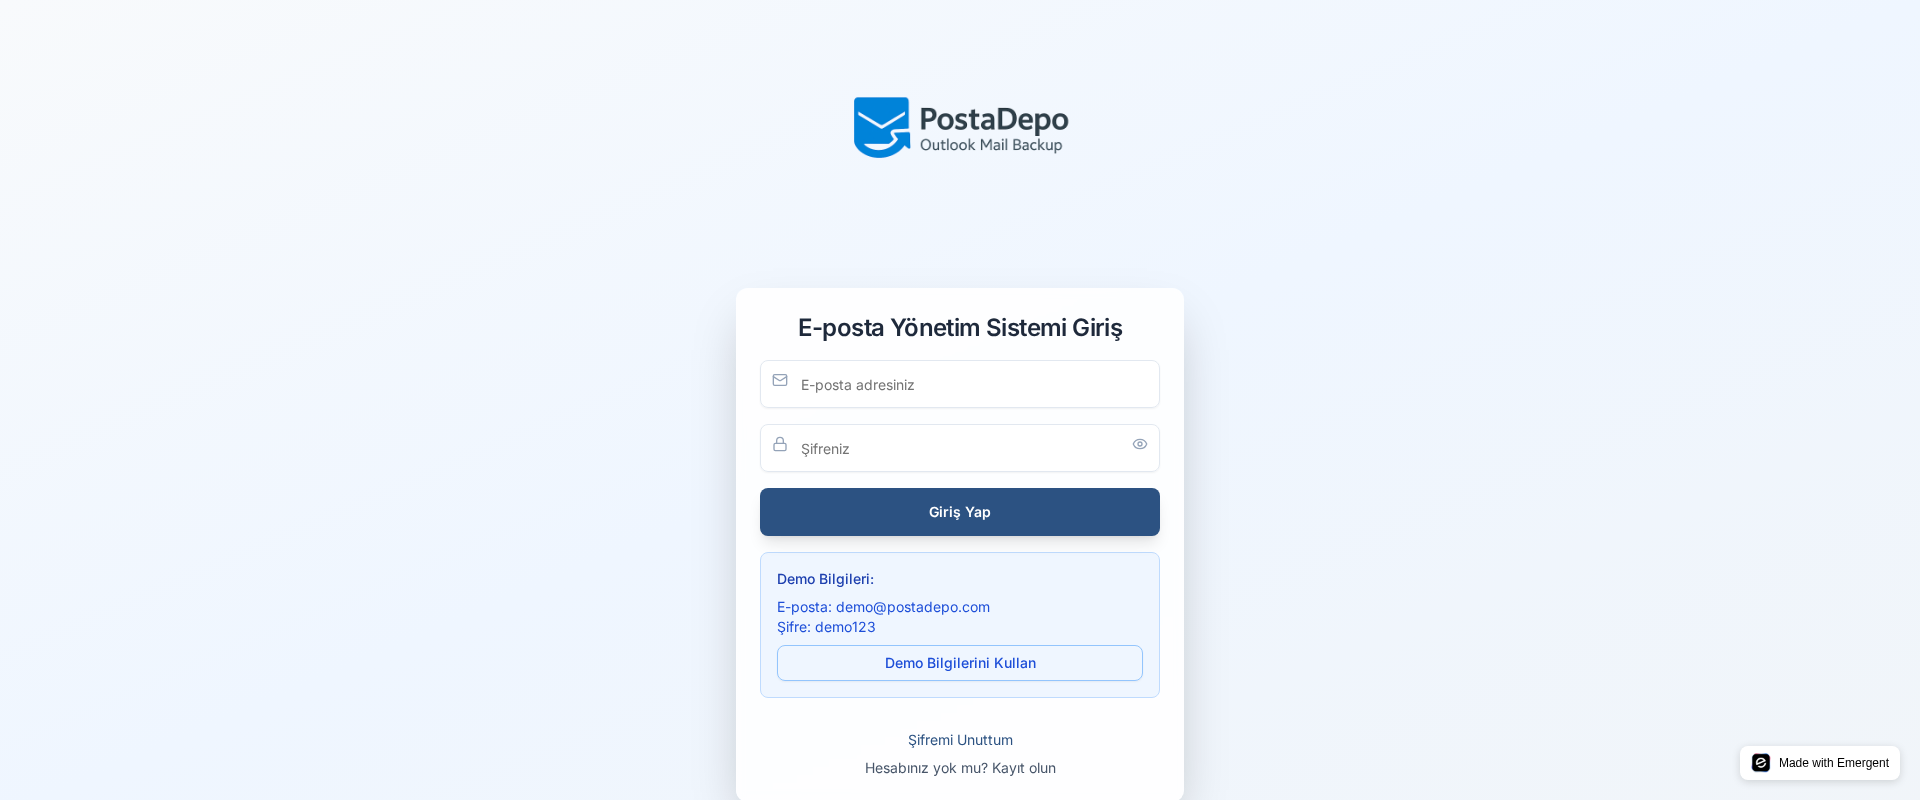 PostaDepo
Outlook Mail Backup
E-posta Yönetim Sistemi Giriş
E-posta adresiniz
Şifreniz
Giriş Yap
Demo Bilgileri:
E-posta: demo@postadepo.com
Şifre: demo123
Demo Bilgilerini Kullan
Şifremi Unuttum
Hesabınız yok mu? Kayıt olun
Made with Emergent